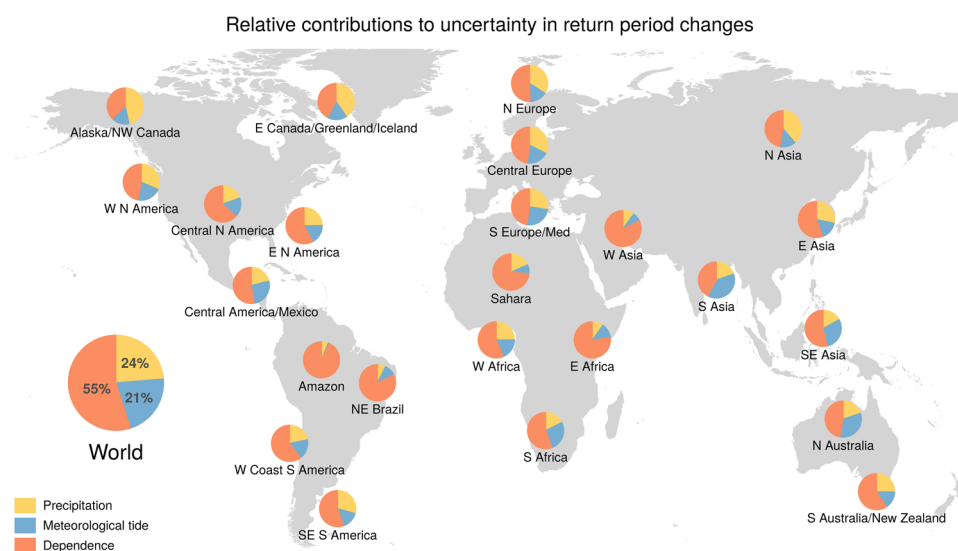 Relative contributions to uncertainty in return period changes
N Europe
Alaska/NW Canada
E Canada/Greenland/Iceland
N Asia
Central Europe
W N America
Central N America
E N America
S Europe/Med
W Asia
E Asia
Sahara
S Asia
Central America/Mexico
W Africa
E Africa
SE Asia
24%
55%
21%
World
Amazon
NE Brazil
W Coast S America
S Africa
N Australia
SE S America
S Australia/New Zealand
Precipitation
Meteorological tide
Dependence